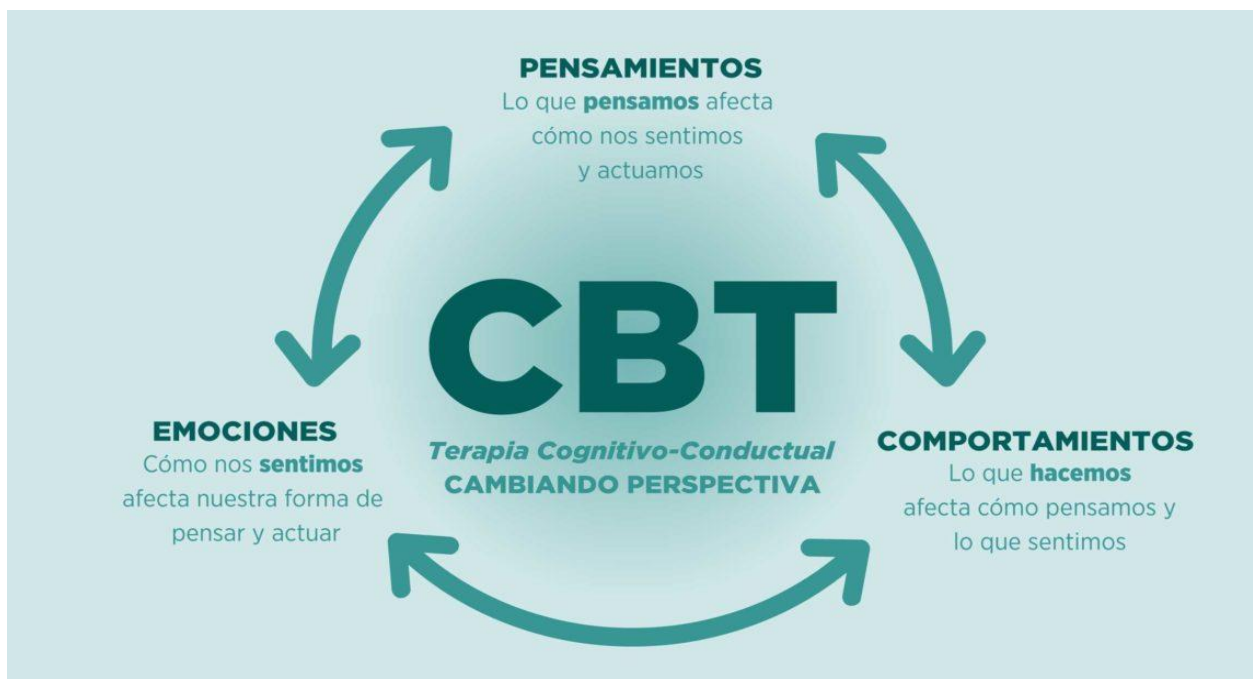 PENSAMIENTOS
Lo que pensamos afecta
cómo nos sentimos
y actuamos
CBT
Terapia Cognitivo-Conductual
CAMBIANDO PERSPECTIVA
EMOCIONES
Cómo nos sentimos
afecta nuestra forma de
pensar y actuar
COMPORTAMIENTOS
Lo que hacemos
afecta cómo pensamos y
lo que sentimos